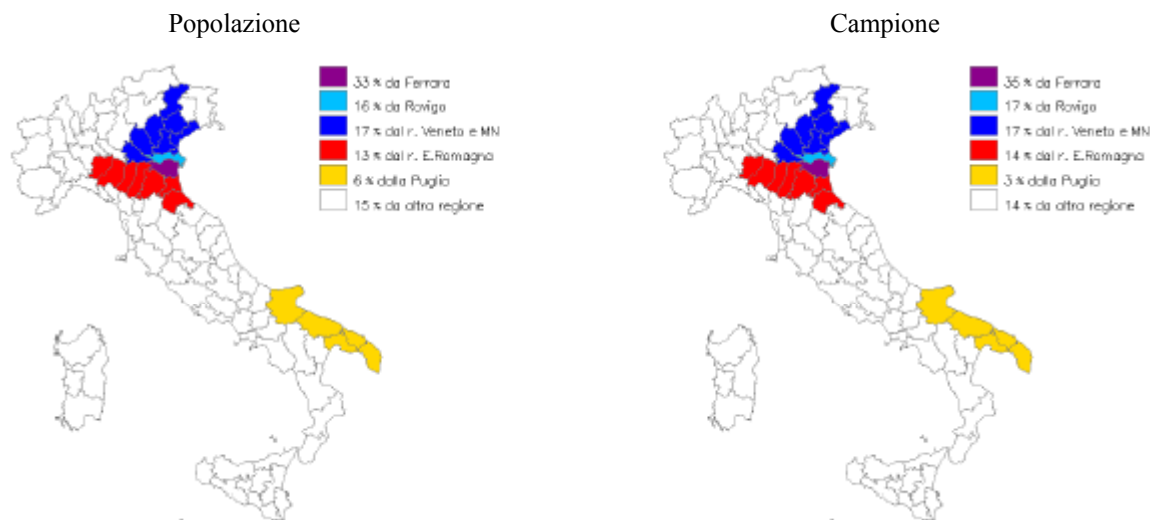 Popolazione
33 % da Ferrara
16 % da Rovigo
17 % dal r. Veneto e MN
13 % dal r. E.Romagna
6 % dalla Puglia
15 % da altra regione
Campione
35 % da Ferrara
17 % da Rovigo
17 % dal r. Veneto e MN
14 % dal r. E.Romagna
3 % dalla Puglia
14 % da altra regione